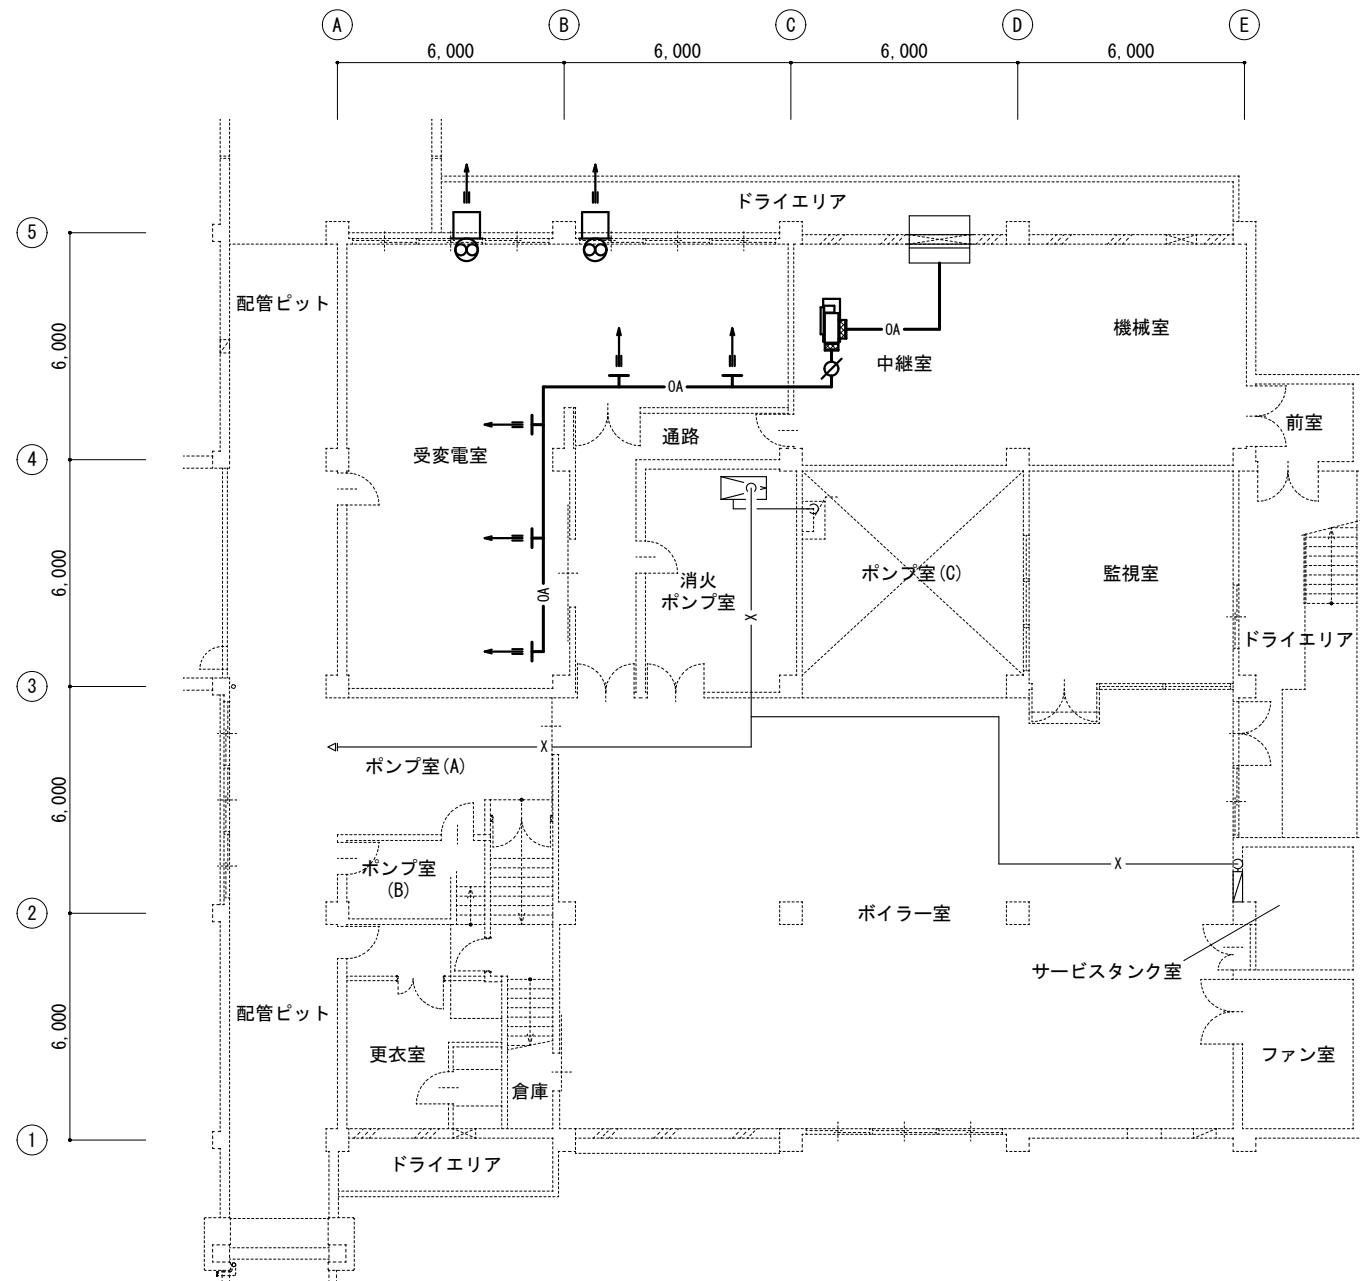 A
B
C
D
E
6,000
6,000
6,000
6,000
ドライエリア
5
配管ピット
6,000
機械室
OA
中継室
OA
前室
通路
受変電室
4
6,000
消火
ポンプ室
ポンプ室(C)
監視室
OA
X
ドライエリア
3
X
ポンプ室(A)
6,000
ポンプ室
(B)
X
2
ボイラー室
サービスタンク室
配管ピット
6,000
更衣室
ファン室
倉庫
1
ドライエリア